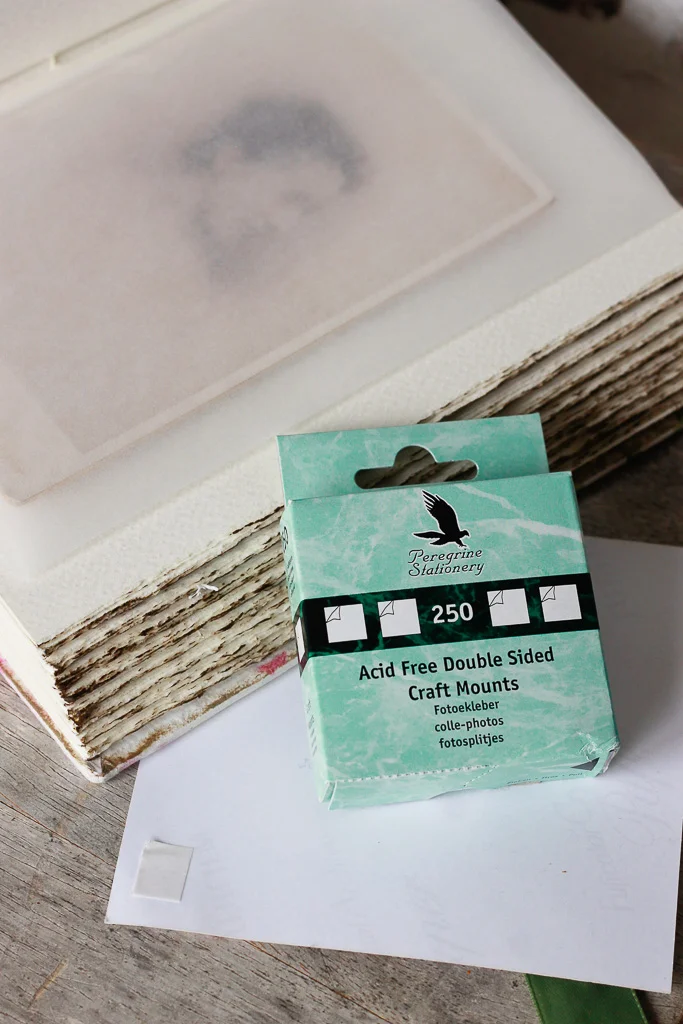 Peregrine
Stationery
250
Acid Free Double Sided
Craft Mounts
Fotoekleber
colle-photos
fotosplitjes